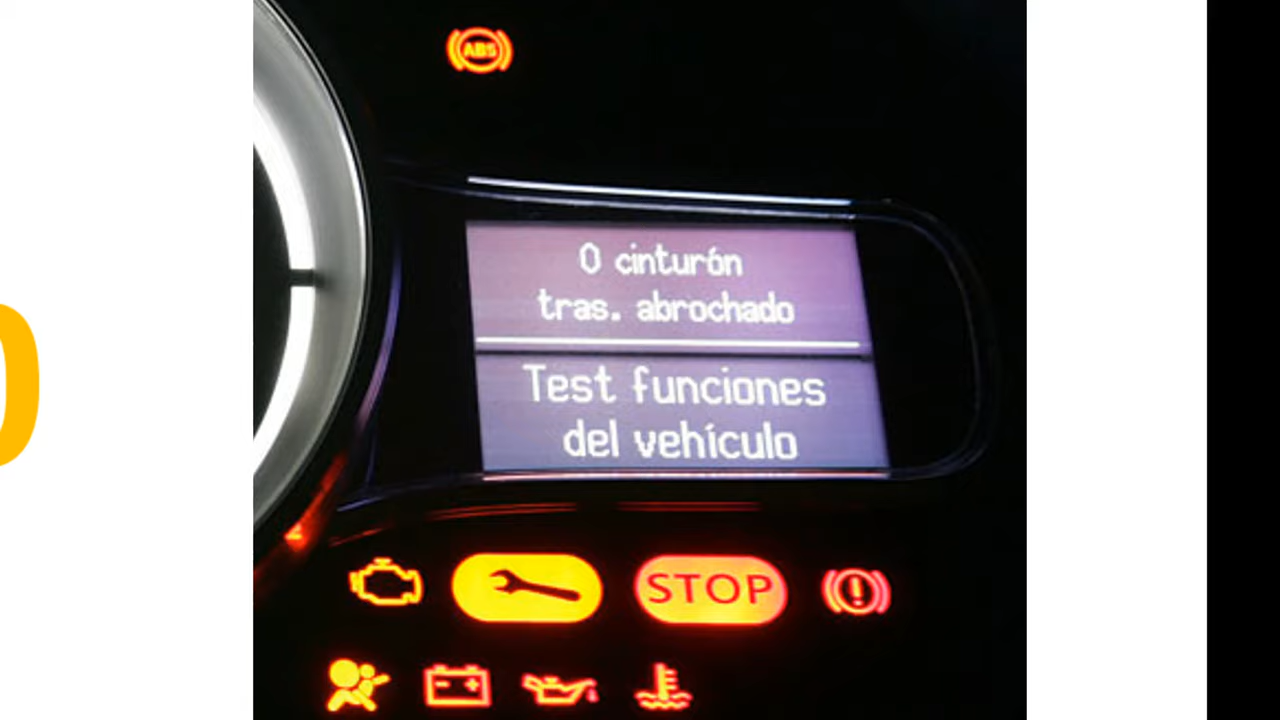 ABS
0 cinturón
tras. abrochado
Test funciones
del vehículo
STOP